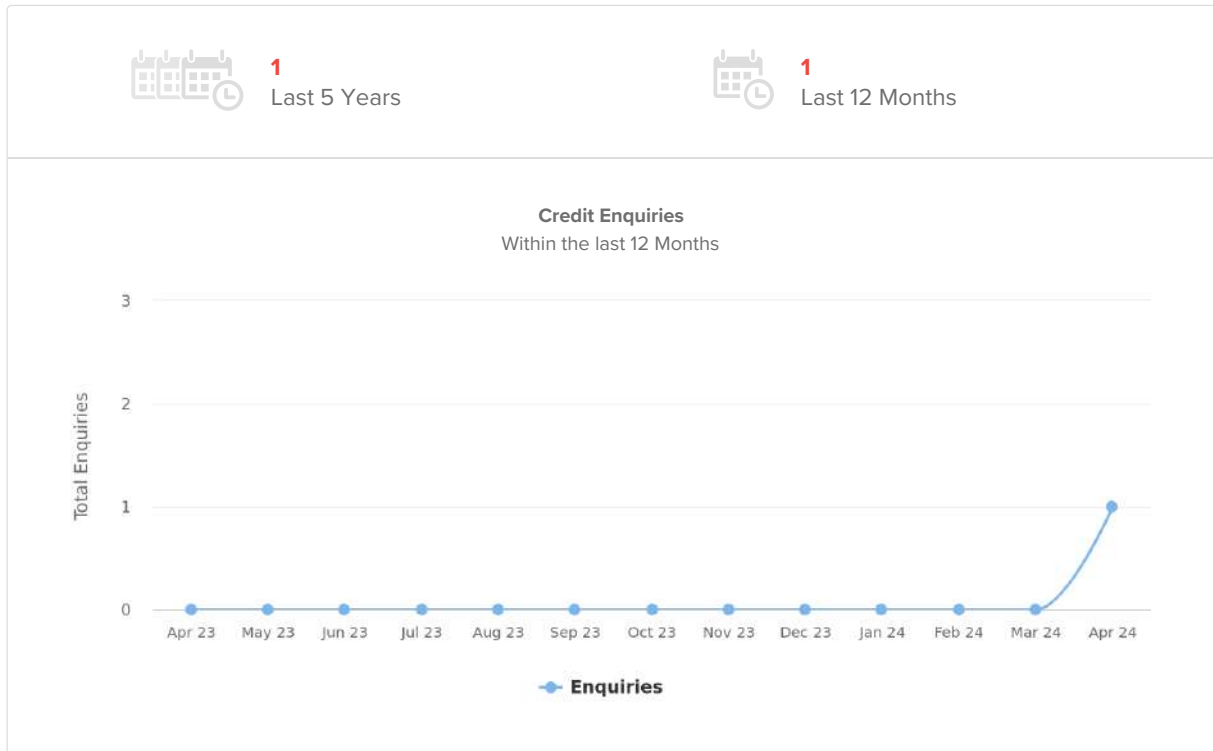 1
Last 5 Years
1
Last 12 Months
Credit Enquiries
Within the last 12 Months
3
2
1
0
Total Enquiries
Apr 23 May 23 Jun 23 Jul 23 Aug 23 Sep 23 Oct 23 Nov 23 Dec 23 Jan 24 Feb 24 Mar 24 Apr 24
Enquiries